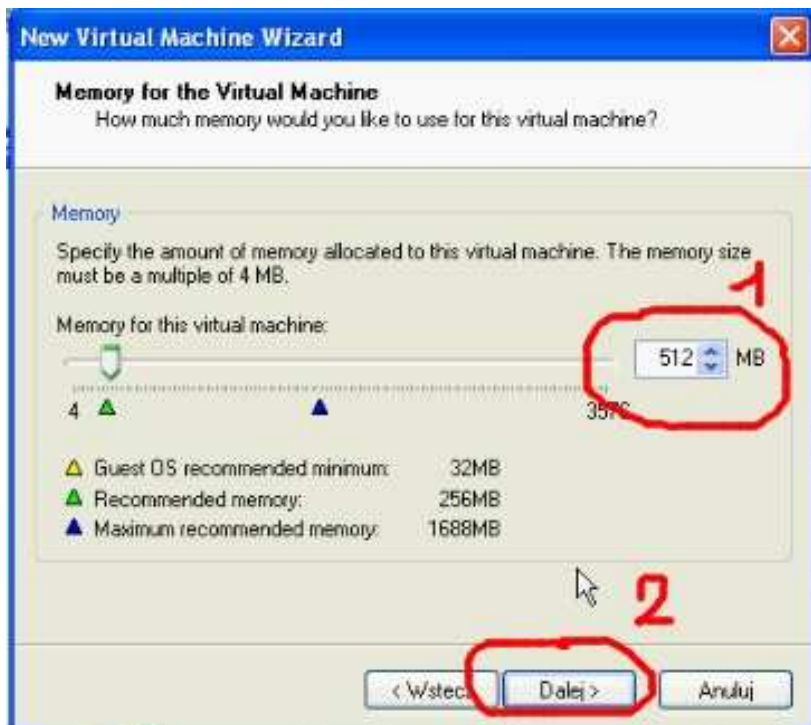 New Virtual Machine Wizard
Memory for the Virtual Machine
How much memory would you like to use for this virtual machine?
Memory
Specify the amount of memory allocated to this virtual machine. The memory size
must be a multiple of 4 MB.
1
Memory for this virtual machine:
512 MB
4
Guest OS recommended minimum: 32MB
Recommended memory: 256MB
Maximum recommended memory: 1688MB
2
< Wstecz Dalej > Anuluj